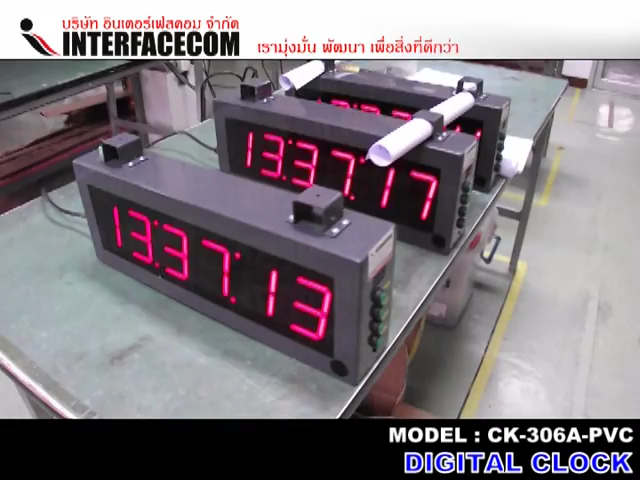 บริษัท อินเตอร์เฟสคอม จำกัด
INTERFACECOM
เรามุ่งมั่น พัฒนา เพื่อสิ่งที่ดีกว่า
13:37:17
13:37:13
MODEL : CK-306A-PVC
DIGITAL CLOCK